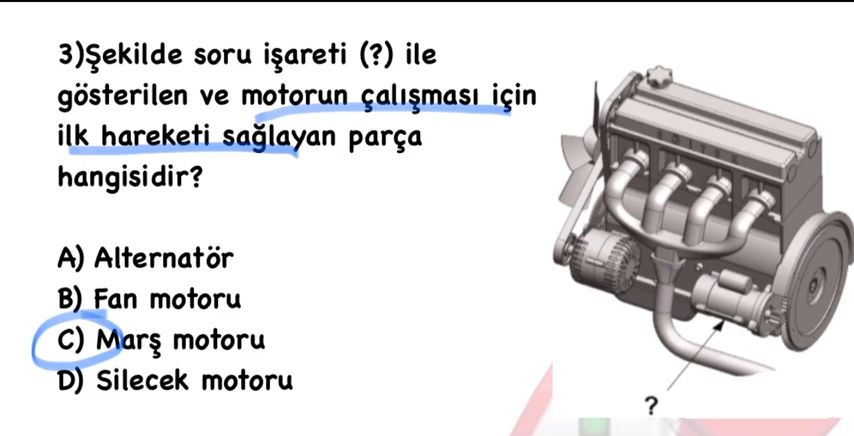 3)Şekilde soru işareti (?) ile
gösterilen ve motorun çalışması için
ilk hareketi sağlayan parça
hangisidir?
A) Alternatör
B) Fan motoru
C) Marş motoru
D) Silecek motoru
?